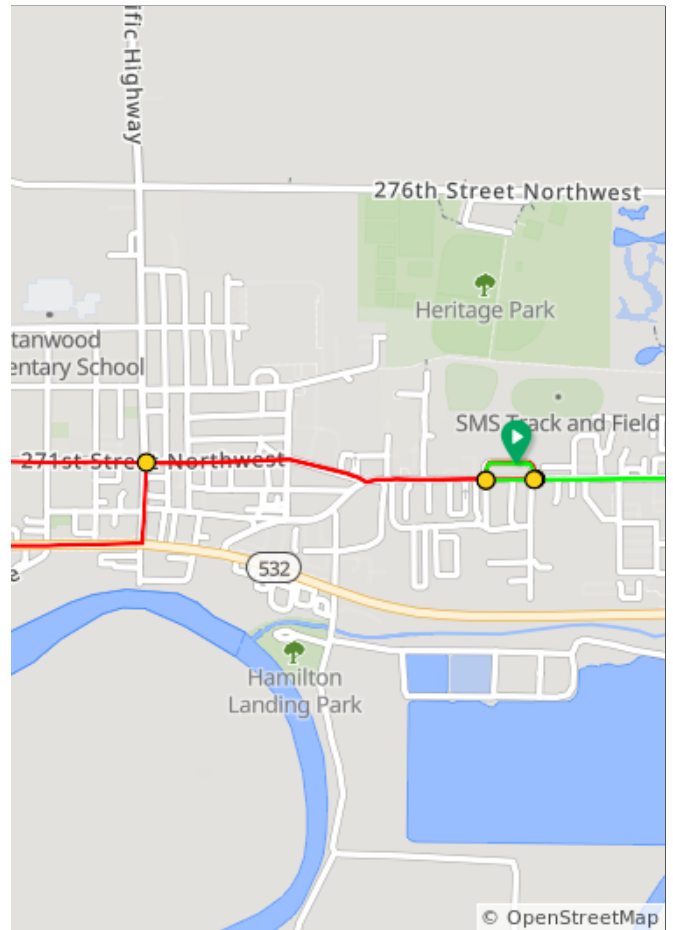 ific Highway
276th Street Northwest
Heritage Park
tanwood
entary School
SMS Track and Field
271st Street Northwest
532
e
Hamilton
Landing Park
© OpenStreetMap